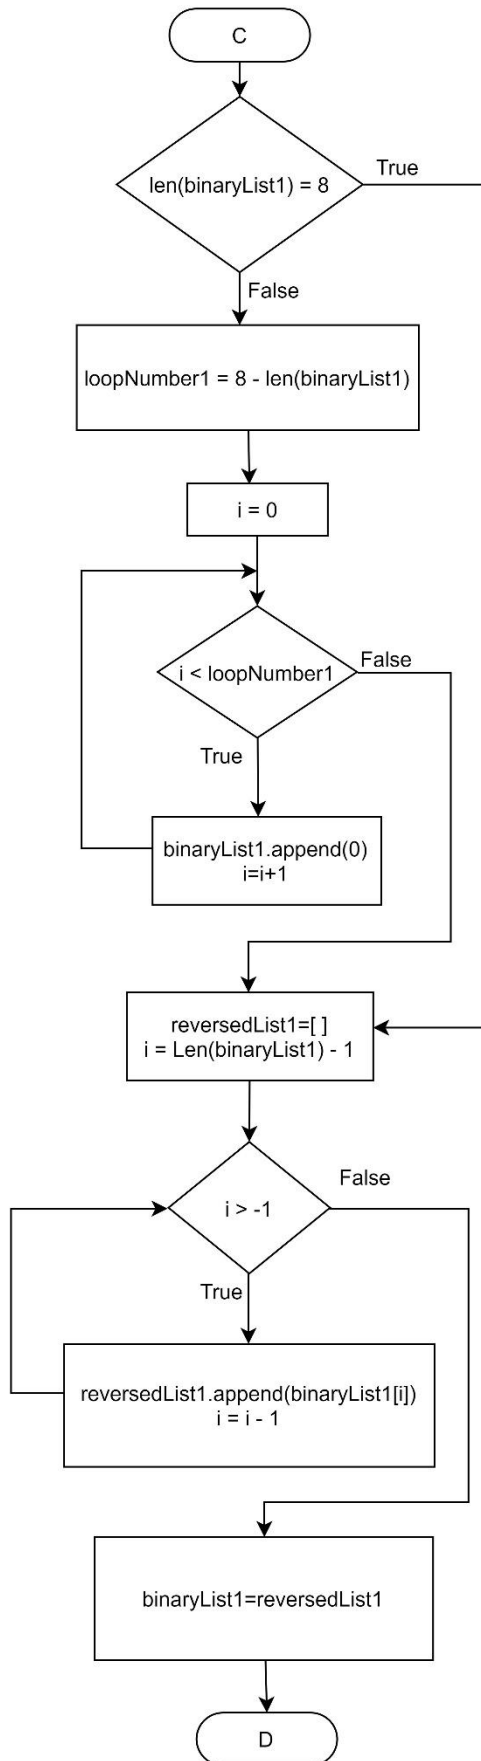 C
len(binaryList1) = 8
True
False
loopNumber1 = 8 - len(binaryList1)
i = 0
i < loopNumber1
False
True
binaryList1.append(0)
i=i+1
reversedList1=[ ]
i = Len(binaryList1) - 1
i > -1
False
True
reversedList1.append(binaryList1[i])
i = i - 1
binaryList1=reversedList1
D